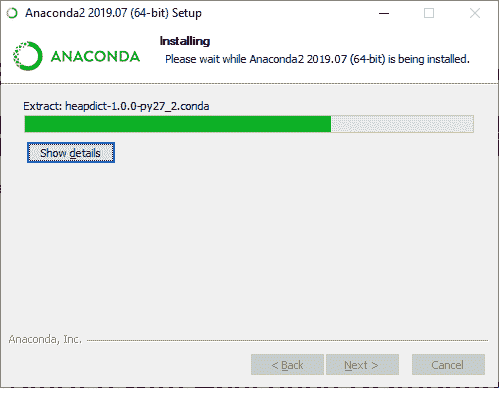 Anaconda2 2019.07 (64-bit) Setup
Installing
Please wait while Anaconda2 2019.07 (64-bit) is being installed.
ANACONDA
Extract: heapdict-1.0.0-py27_2.conda
Show details
Anaconda, Inc.
< Back
Next >
Cancel